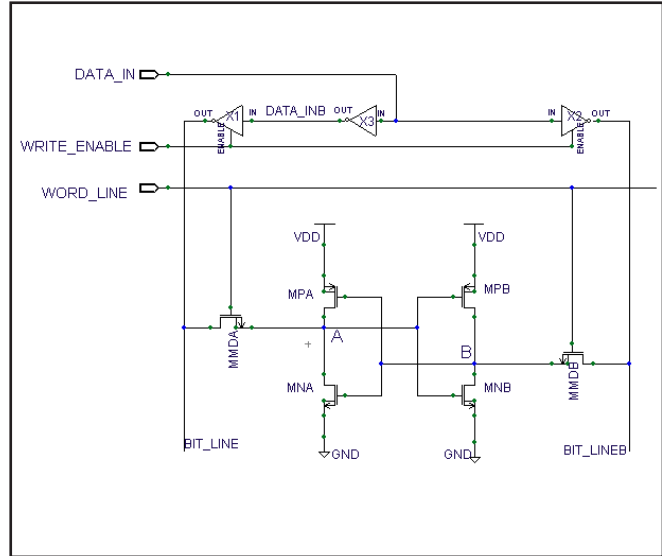 DATA_IN
OUT X1 IN DATA_INB OUT X3 IN IN X2 OUT
ENABLE ENABLE
WRITE_ENABLE
WORD_LINE
VDD VDD
MPA MPB
A
B
MMDA MMDB
MNA MNB
BIT_LINE GND GND BIT_LINEB